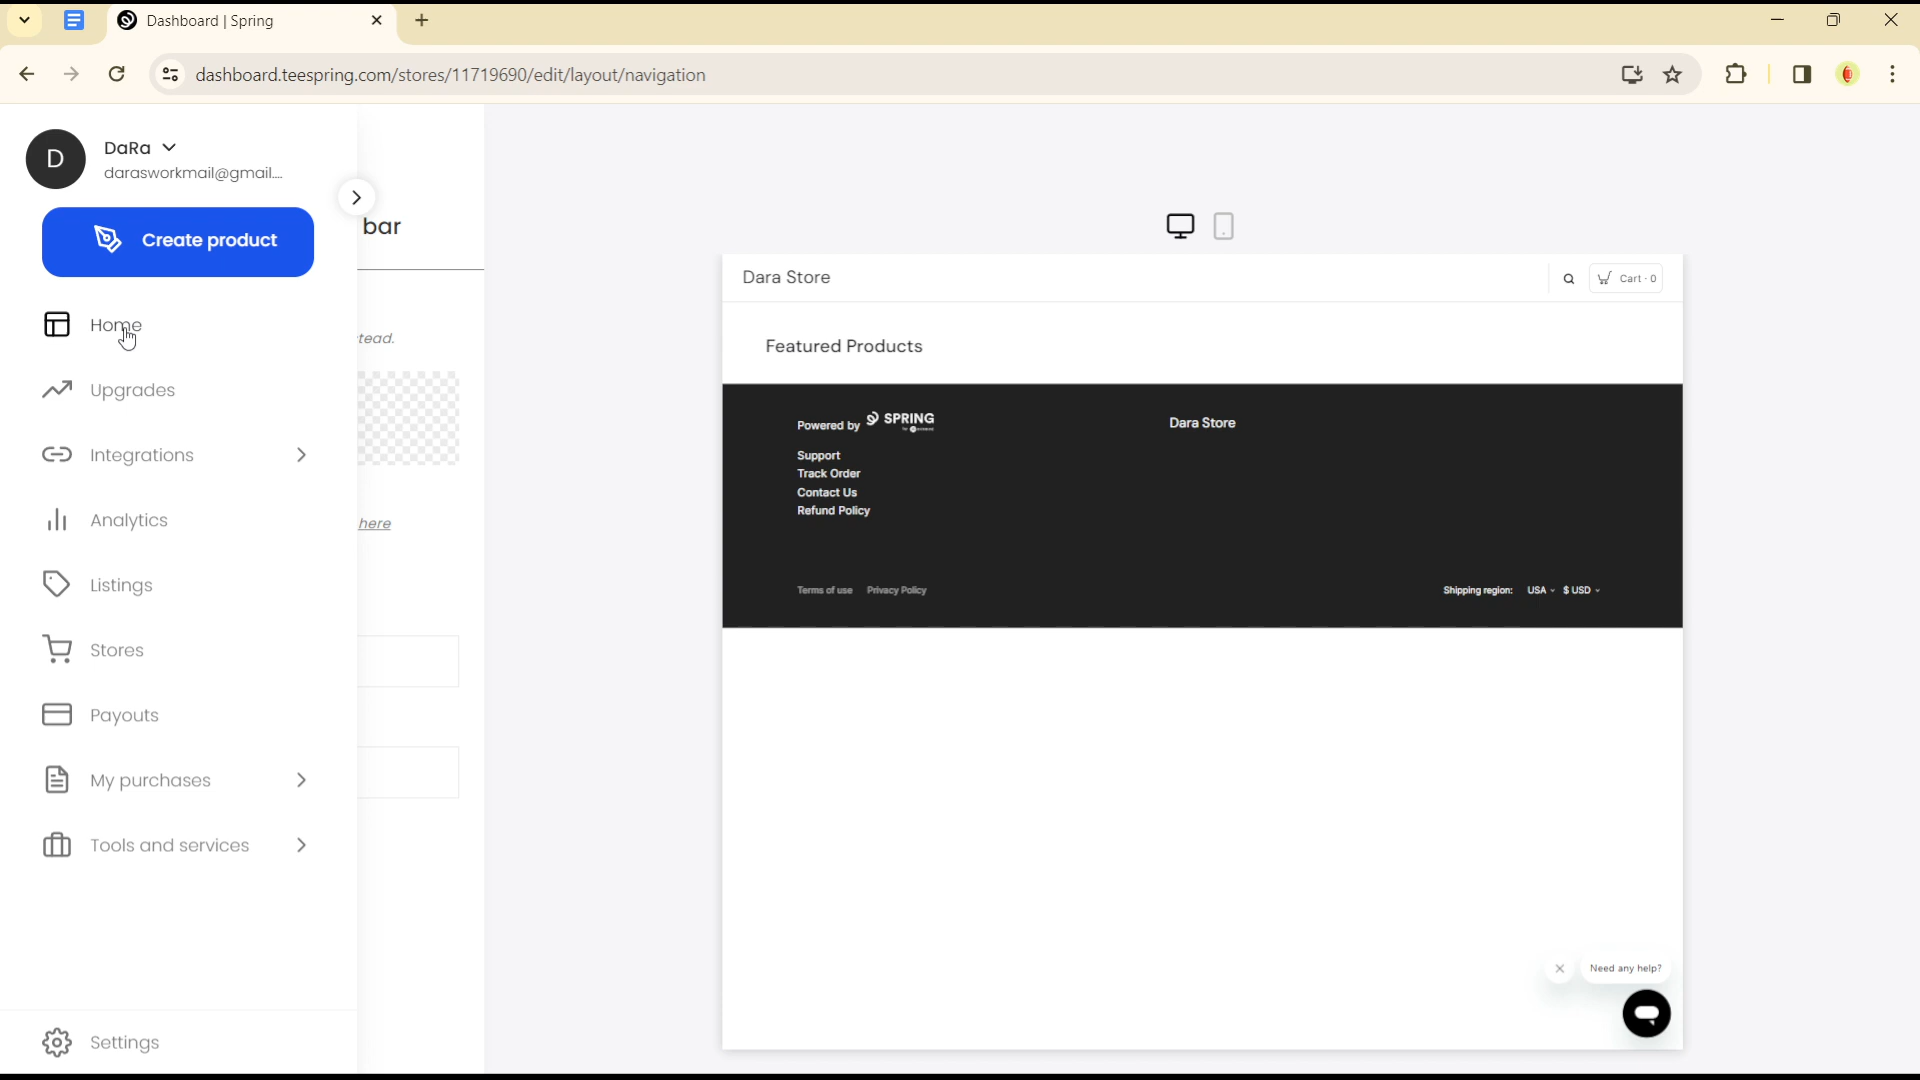 Dashboard | Spring
dashboard.teespring.com/stores/11719690/edit/layout/navigation
D
DaRa
darasworkmail@gmail....
Create product
Home
Upgrades
Integrations
Analytics
Listings
Stores
Payouts
My purchases
Tools and services
Settings
bar
tead.
here
Dara Store
Cart - 0
Featured Products
Powered by SPRING
Dara Store
Support
Track Order
Contact Us
Refund Policy
Terms of use Privacy Policy
Shipping region: USA $ USD
Need any help?